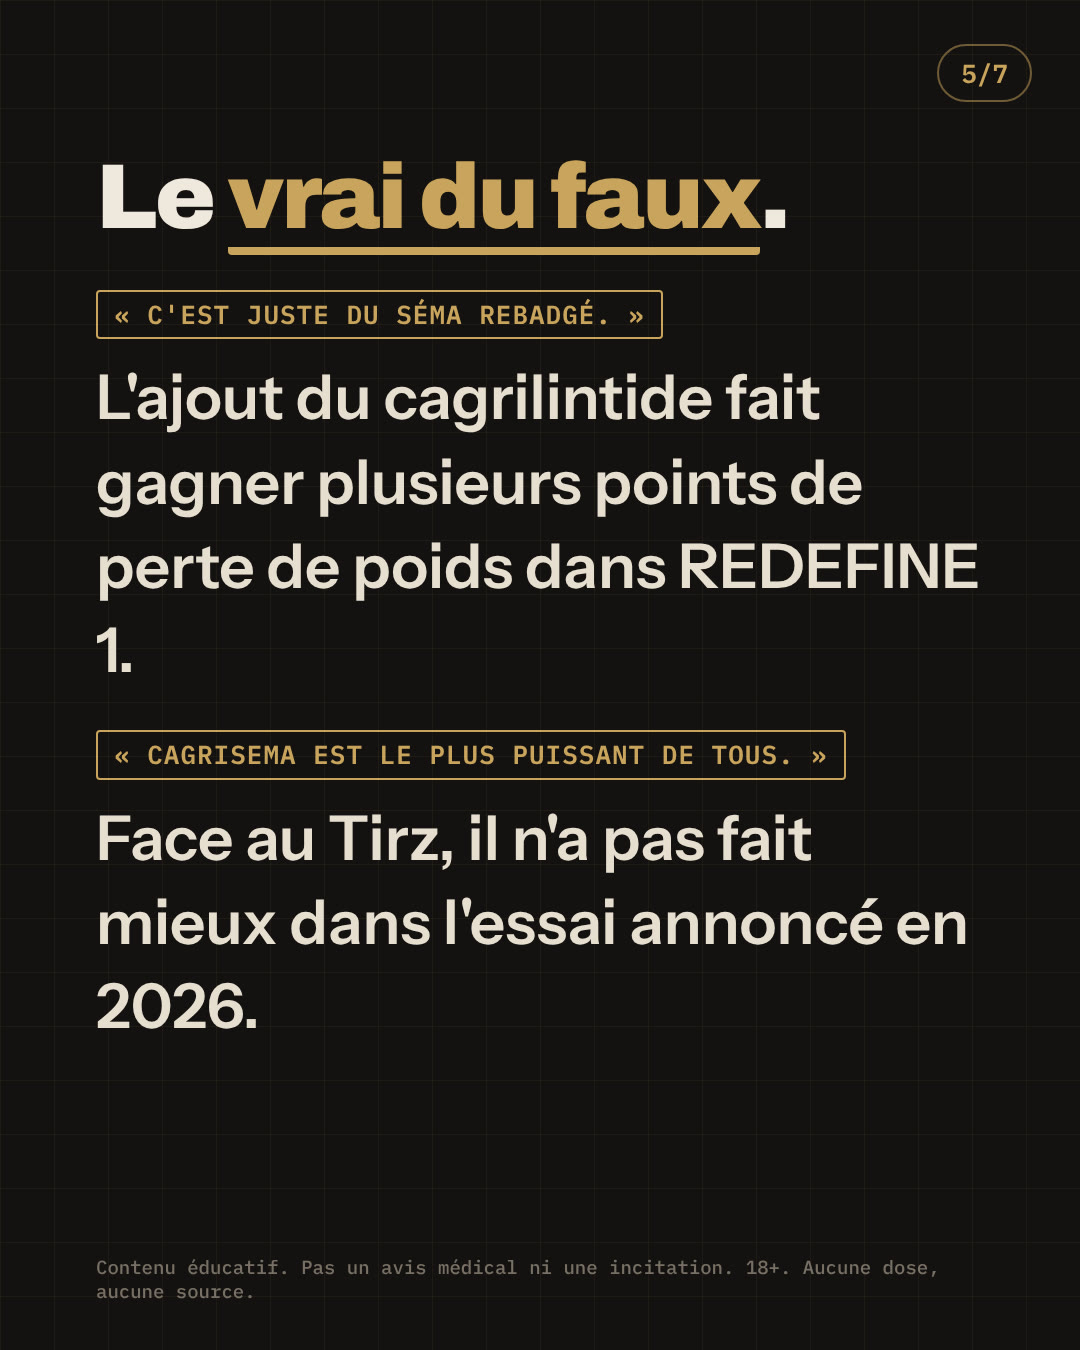 5/7
Le vrai du faux.
« C'EST JUSTE DU SÉMA REBADGÉ. »
L'ajout du cagrilintide fait
gagner plusieurs points de
perte de poids dans REDEFINE
1.
« CAGRISEMA EST LE PLUS PUISSANT DE TOUS. »
Face au Tirz, il n'a pas fait
mieux dans l'essai annoncé en
2026.
Contenu éducatif. Pas un avis médical ni une incitation. 18+. Aucune dose,
aucune source.